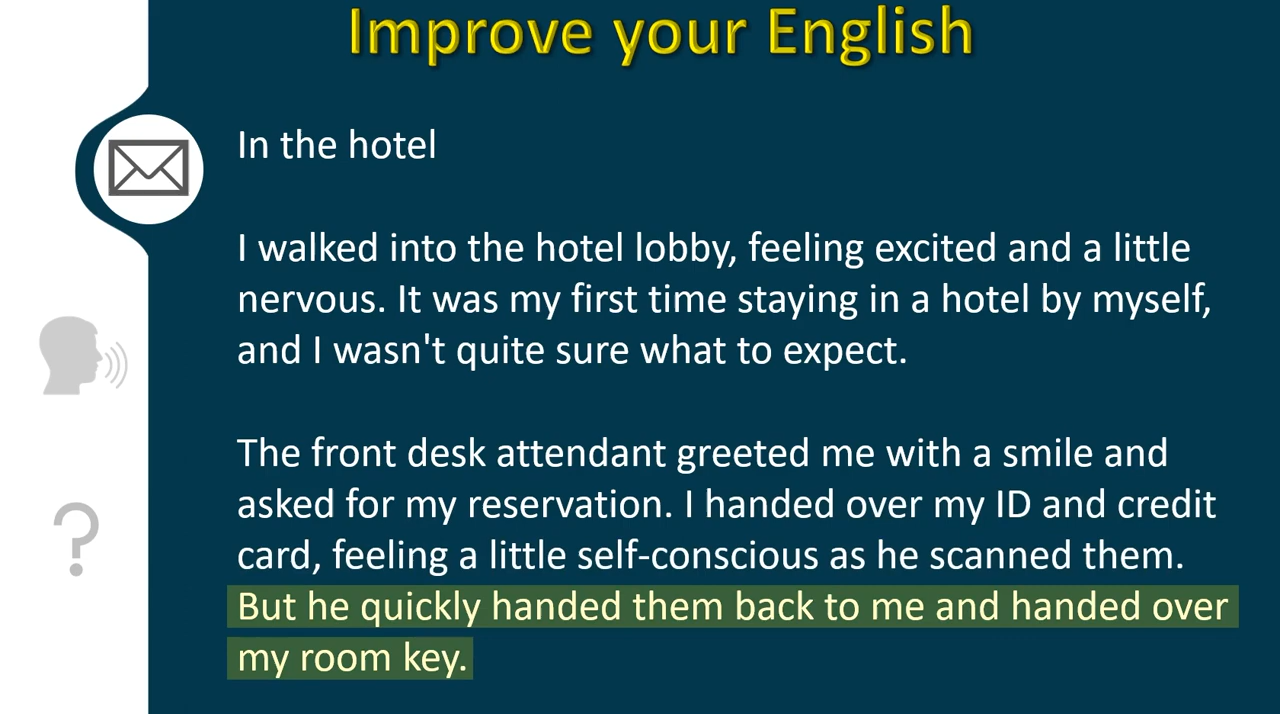 Improve your English
In the hotel
I walked into the hotel lobby, feeling excited and a little
nervous. It was my first time staying in a hotel by myself,
and I wasn't quite sure what to expect.
The front desk attendant greeted me with a smile and
asked for my reservation. I handed over my ID and credit
card, feeling a little self-conscious as he scanned them.
But he quickly handed them back to me and handed over
my room key.
?